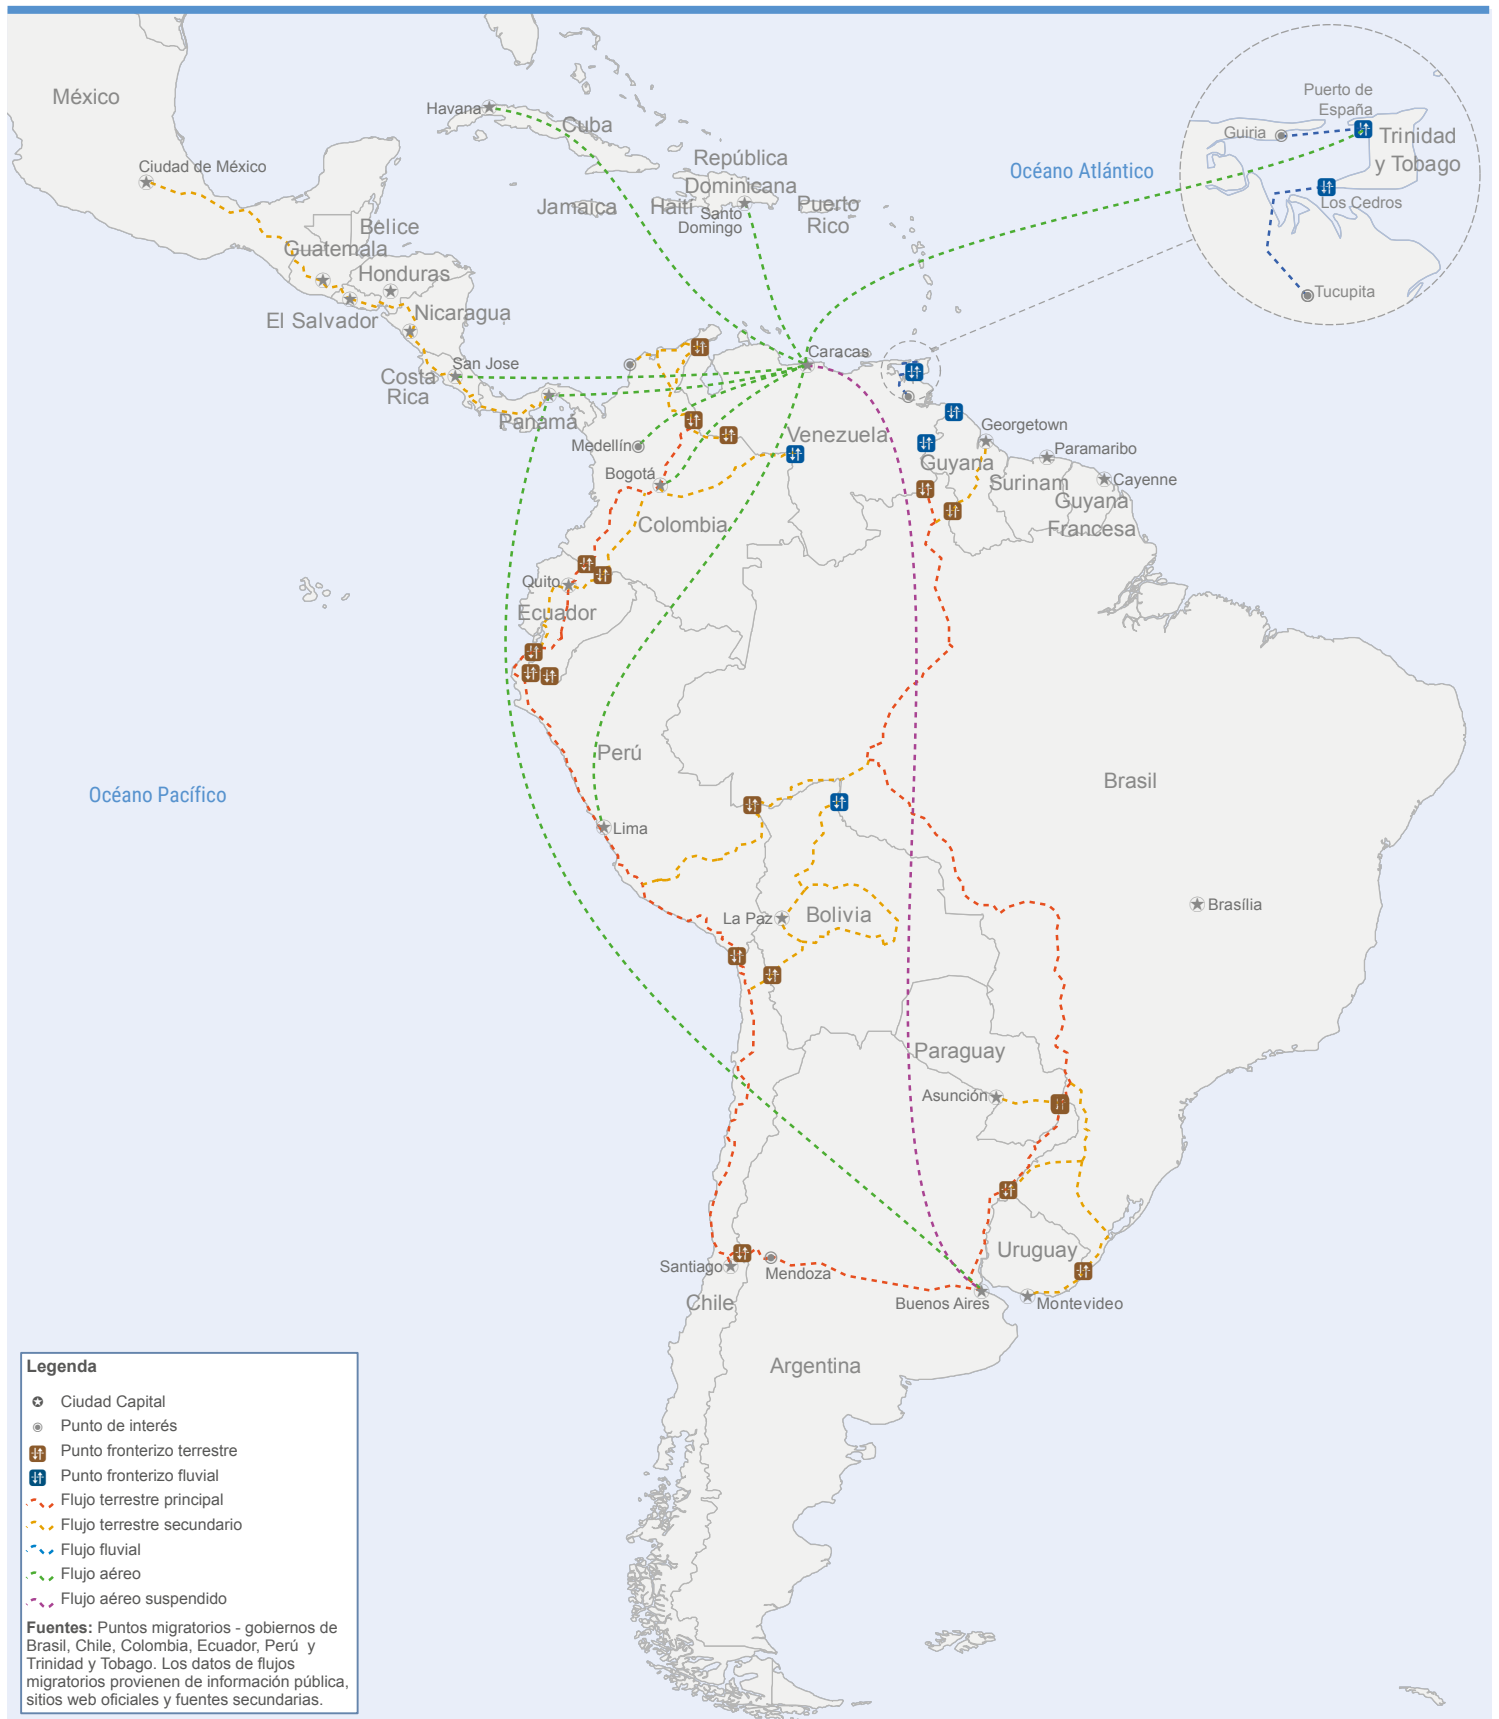 México
Havana
Cuba
Ciudad de México
República
Dominicana
Jamaica
Haití
Santo
Domingo
Puerto
Rico
Océano Atlántico
Puerto de
España
Guiria
Trinidad
y Tobago
Los Cedros
Tucupita
Belice
Guatemala
Honduras
El Salvador
Nicaragua
San Jose
Costa
Rica
Panamá
Caracas
Medellín
Venezuela
Georgetown
Bogotá
Guyana
Paramaribo
Surinam
Cayenne
Guyana
Francesa
Colombia
Quito
Ecuador
Perú
Brasil
Océano Pacífico
Lima
La Paz
Bolivia
Brasília
Paraguay
Asunción
Uruguay
Santiago
Mendoza
Chile
Buenos Aires
Montevideo
Argentina
Legenda
Ciudad Capital
Punto de interés
Punto fronterizo terrestre
Punto fronterizo fluvial
Flujo terrestre principal
Flujo terrestre secundario
Flujo fluvial
Flujo aéreo
Flujo aéreo suspendido
Fuentes: Puntos migratorios - gobiernos de
Brasil, Chile, Colombia, Ecuador, Perú y
Trinidad y Tobago. Los datos de flujos
migratorios provienen de información pública,
sitios web oficiales y fuentes secundarias.